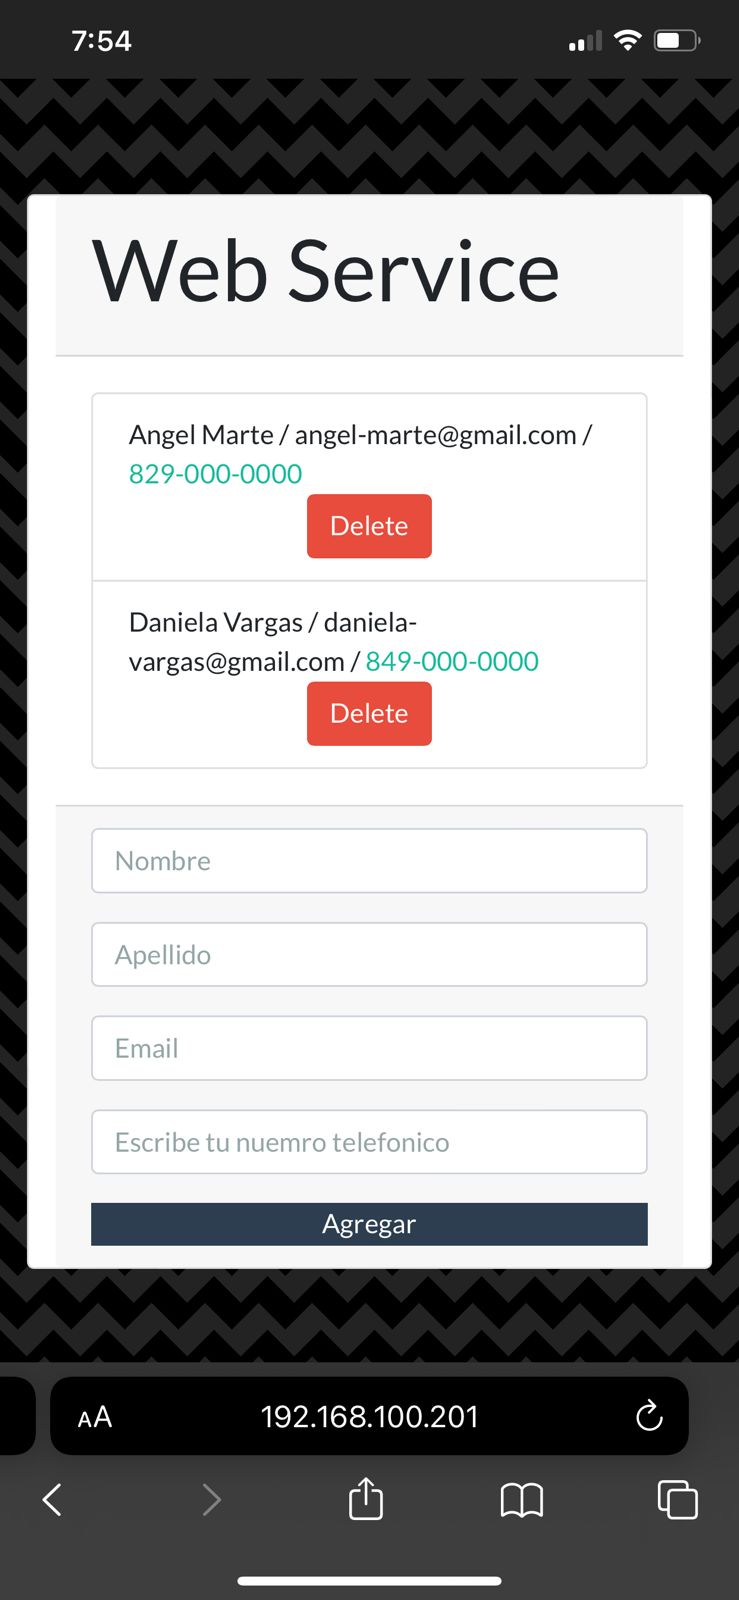 7:54
Web Service
Angel Marte / angel-marte@gmail.com /
829-000-0000
Delete
Daniela Vargas / daniela-
vargas@gmail.com / 849-000-0000
Delete
Nombre
Apellido
Email
Escribe tu nuemro telefonico
Agregar
AA 192.168.100.201